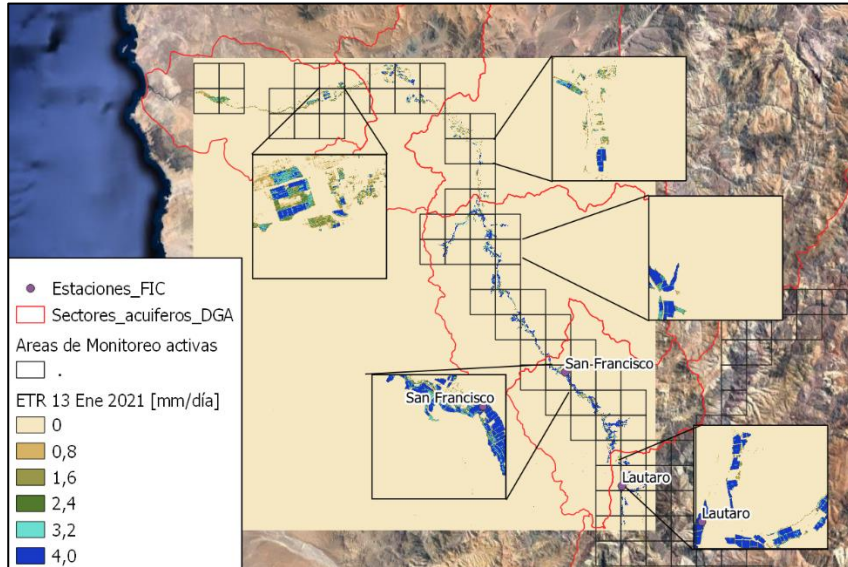 San-Francisco
San Francisco
Lautaro
Lautaro
Estaciones_FIC
Sectores_acuiferos_DGA
Areas de Monitoreo activas
.
ETR 13 Ene 2021 [mm/día]
0
0,8
1,6
2,4
3,2
4,0